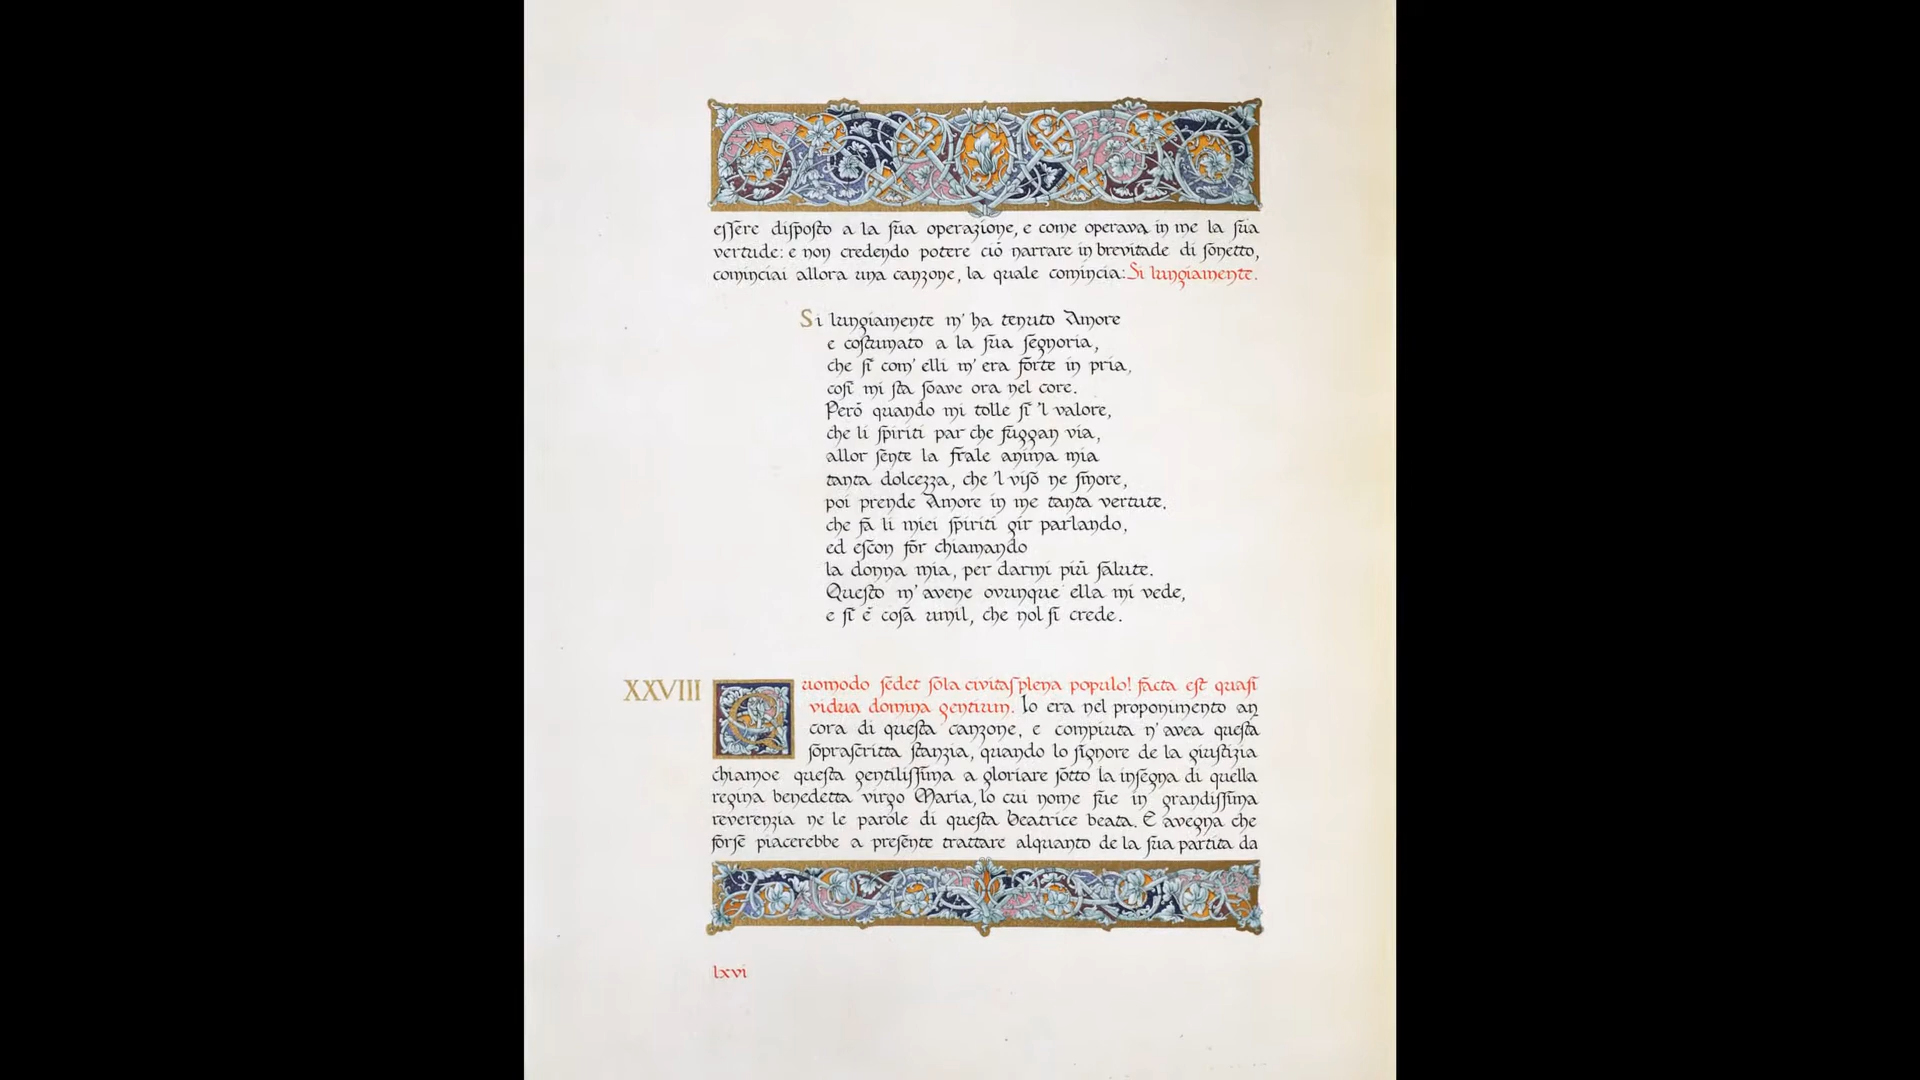 essere disposto a la sua operazione, e come operava in me la sua
vertude: e non credendo potere ciò narrare in brevitade di sonetto,
cominciai allora una canzone, la quale comincia: Si lungiamente.
Si lungiamente m' ha tenuto Amore
e costumato a la sua segnoria,
che sì com' elli m' era forte in pria,
così mi sta soave ora nel core.
Però quando mi tolle sì 'l valore,
che li spiriti par che fuggan via,
allor sente la frale anima mia
tanta dolcezza, che 'l viso ne smore,
poi prende Amore in me tanta vertute,
che fa li miei spiriti gir parlando,
ed escon for chiamando
la donna mia, per darmi più salute.
Questo m' avene ovunque ella mi vede,
e sì è cosa umil, che nol si crede.
XXVIII Quomodo sedet sola civitas plena populo! facta est quasi
vidua domina gentium. Io era nel proponimento an
cora di questa canzone, e compiuta n' avea questa
soprascritta stanzia, quando lo signore de la giustizia
chiamoe questa gentilissima a gloriare sotto la insegna di quella
regina benedetta virgo Maria, lo cui nome fue in grandissima
reverenzia ne le parole di questa Beatrice beata. E avegna che
forse piacerebbe a presente trattare alquanto de la sua partita da
lxvi